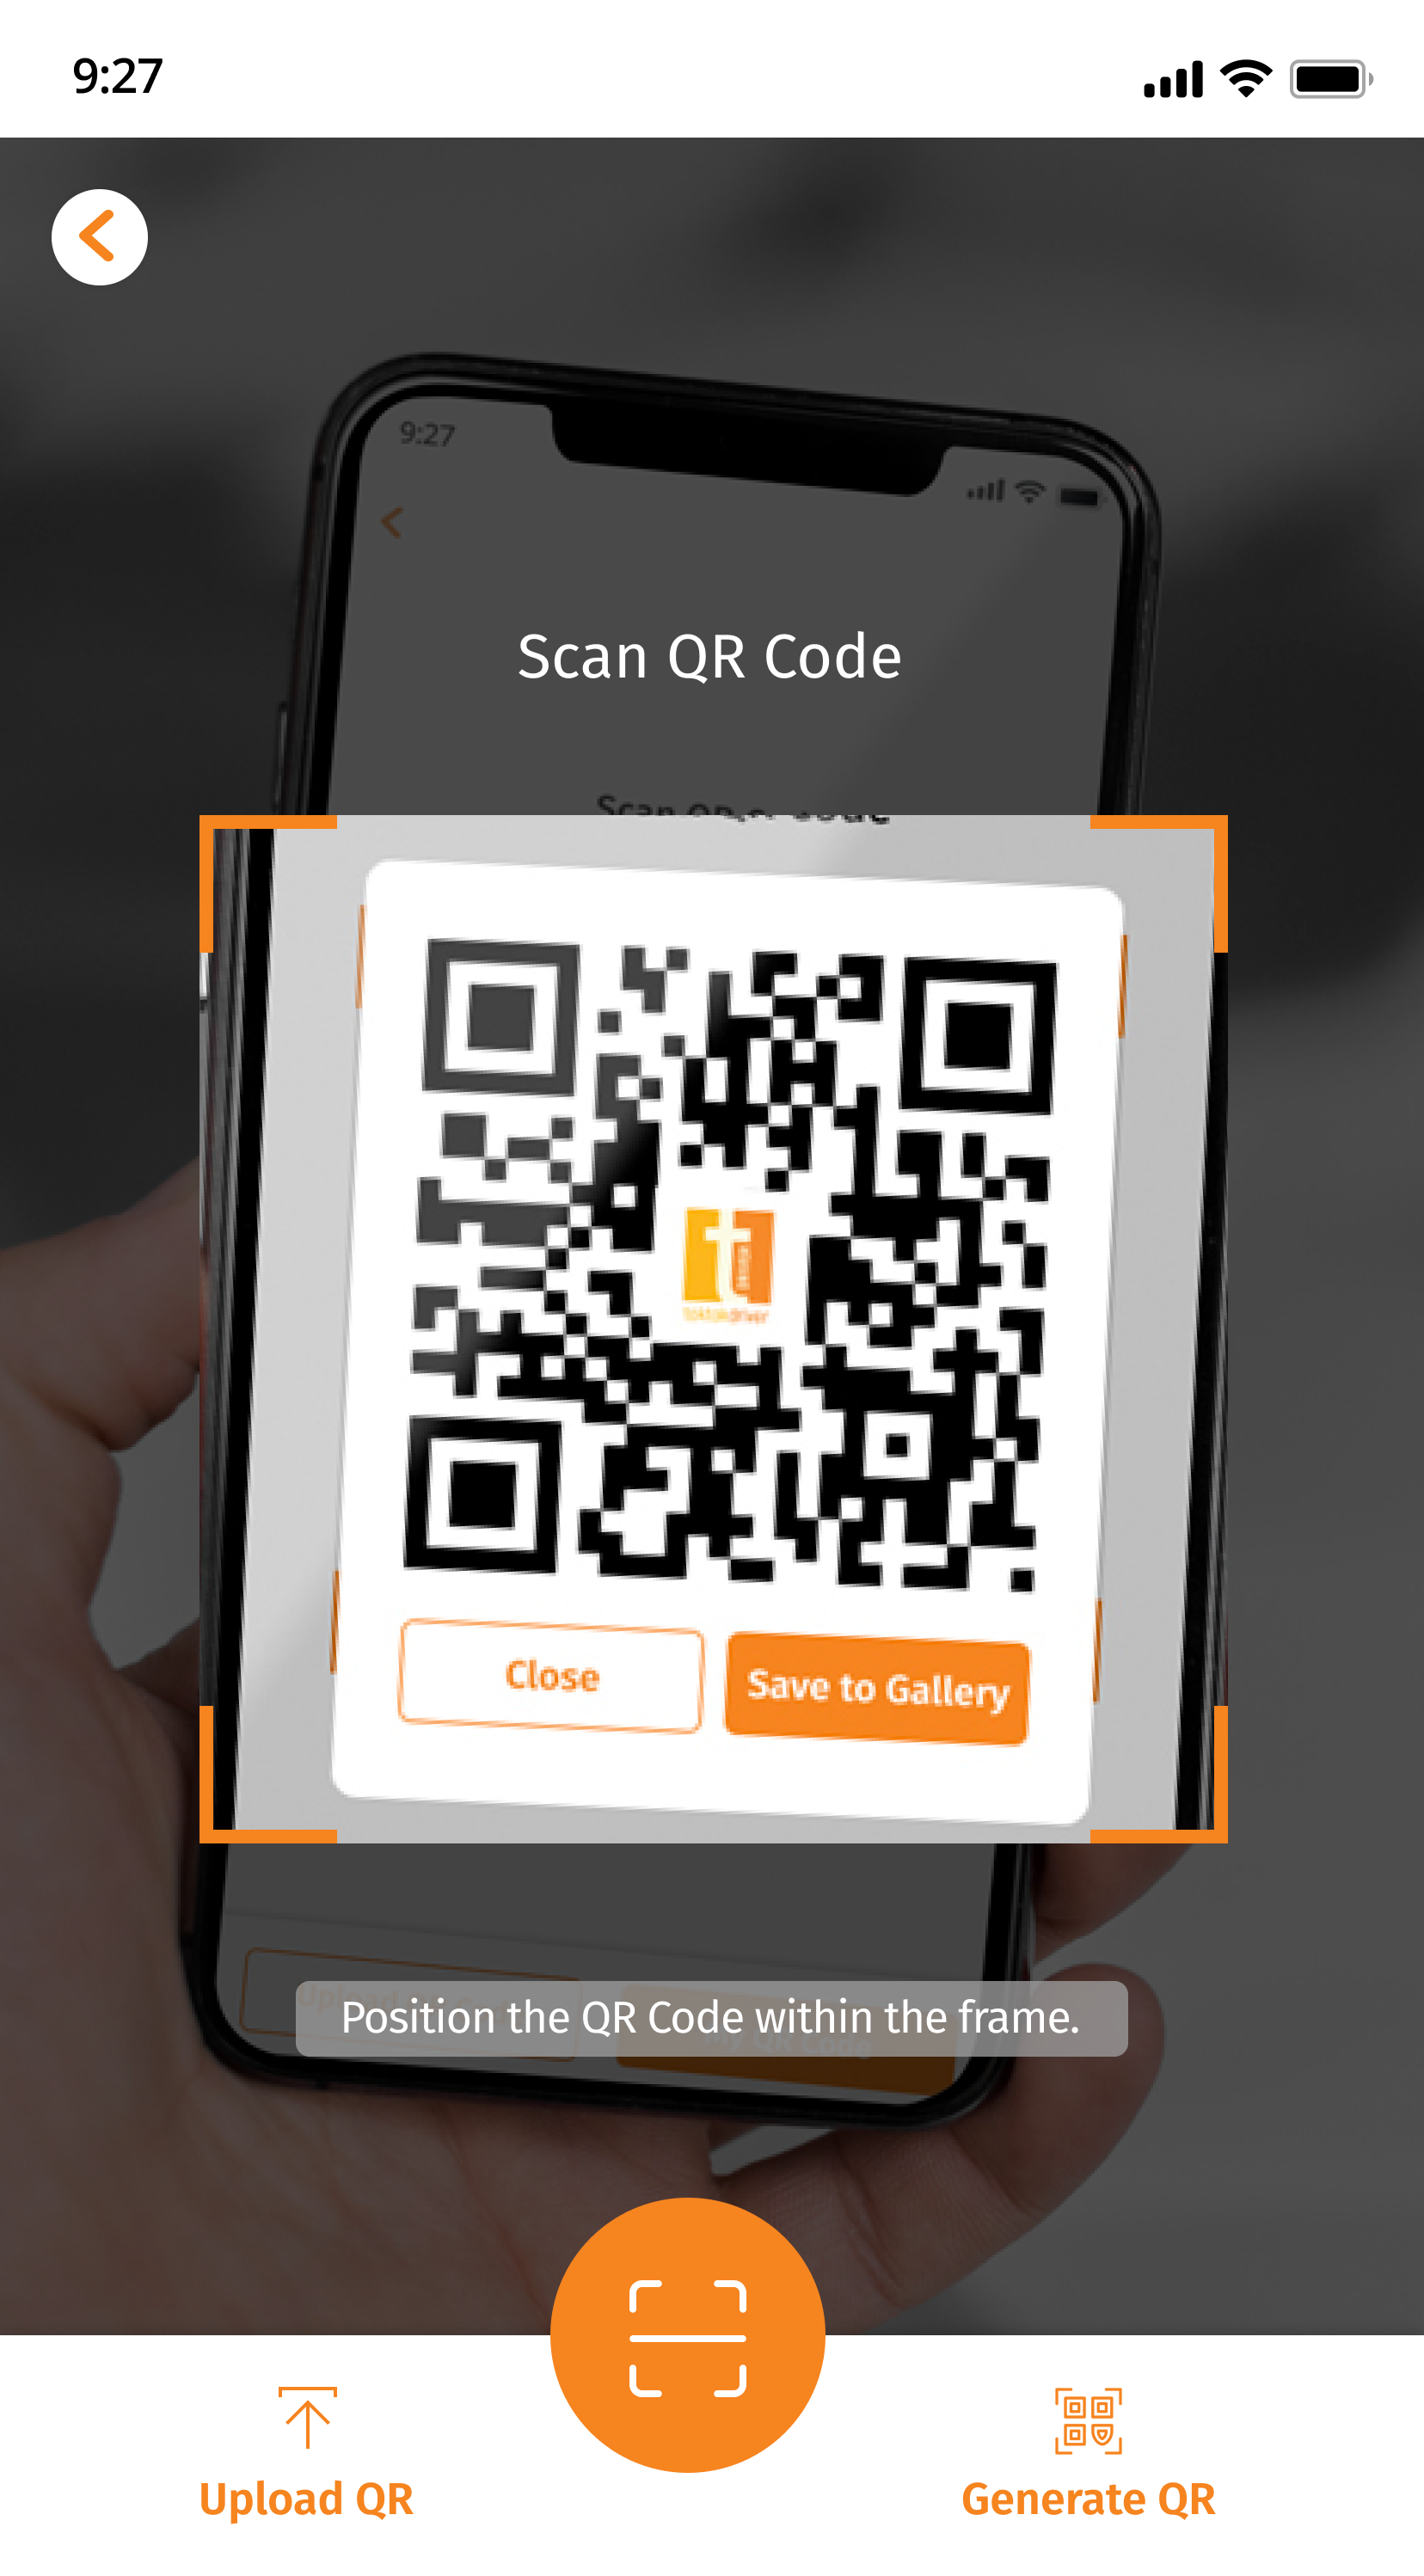 9:27
9:27
Scan QR Code
Scan QR Code
Close
Save to Gallery
Position the QR Code within the frame.
Upload QR
Generate QR